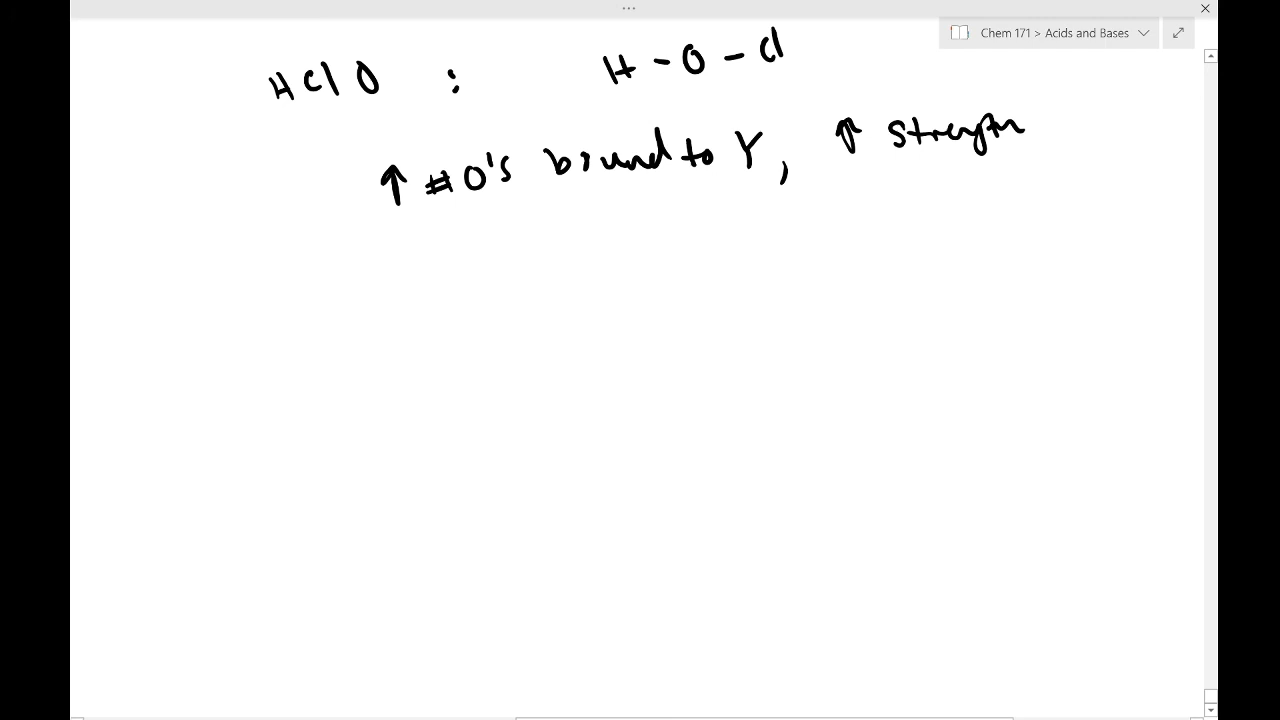 Chem 171 > Acids and Bases
HClO : H-O-Cl
↑ #O's bound to Y, ↑ strength